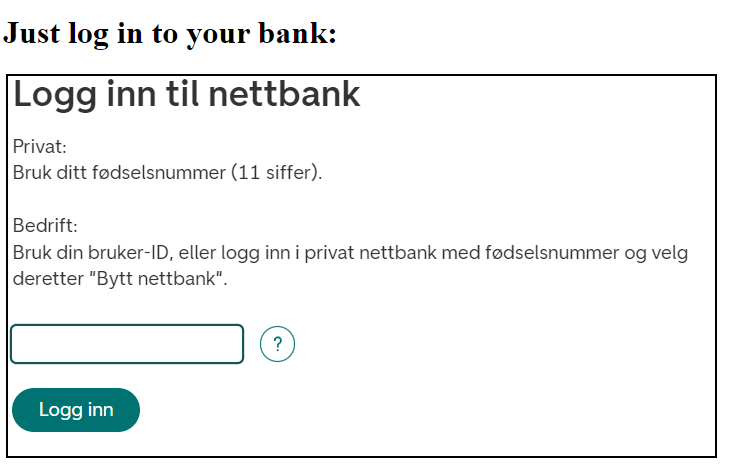 Just log in to your bank:
Logg inn til nettbank
Privat:
Bruk ditt fødselsnummer (11 siffer).
Bedrift:
Bruk din bruker-ID, eller logg inn i privat nettbank med fødselsnummer og velg
deretter "Bytt nettbank".
?
Logg inn